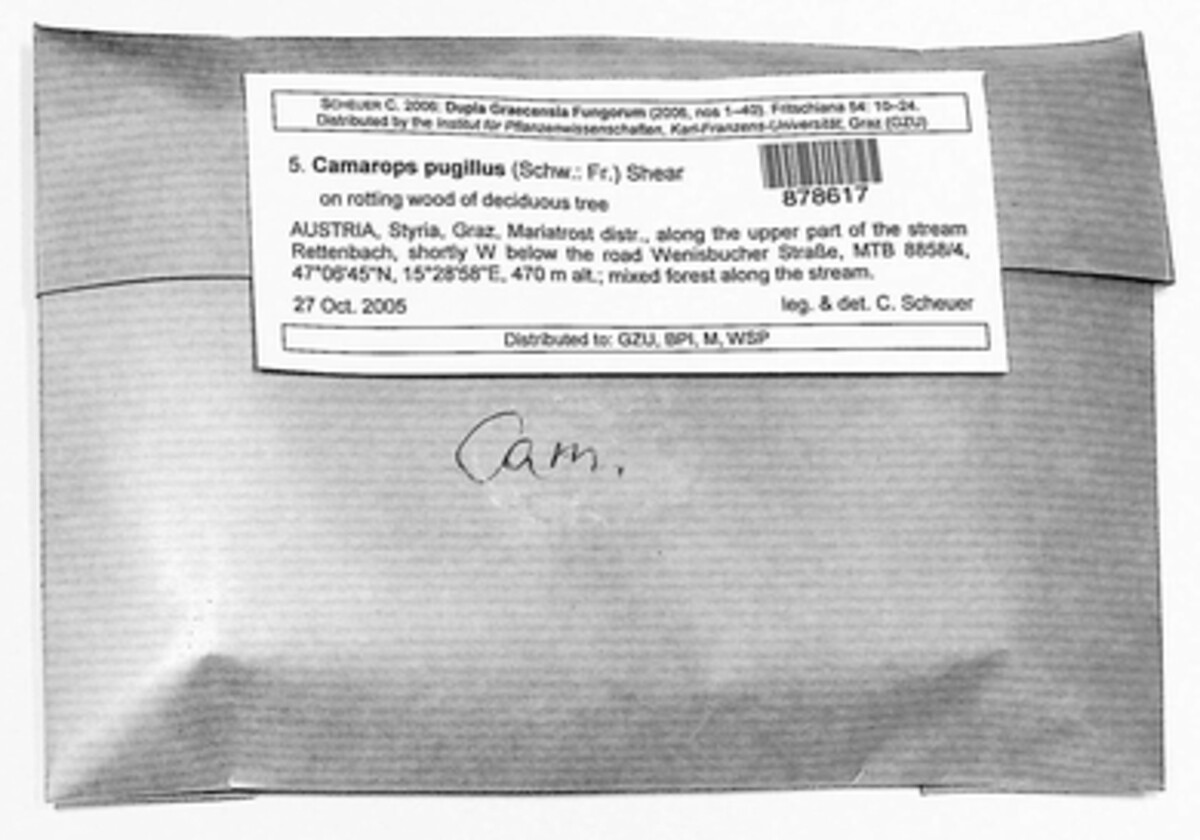 SCHEUER C. 2006: Dupla Graecensia Fungorum (2006, nos 1–40). Fritschiana 54: 10–24.
Distributed by the Institut für Pflanzenwissenschaften, Karl-Franzens-Universität, Graz (GZU)
5. Camarops pugillus (Schw.: Fr.) Shear
878617
on rotting wood of deciduous tree
AUSTRIA, Styria, Graz, Mariatrost distr., along the upper part of the stream
Rettenbach, shortly W below the road Wenisbucher Straße, MTB 8858/4,
47°06'45"N, 15°28'58"E, 470 m alt.; mixed forest along the stream.
27 Oct. 2005 leg. & det. C. Scheuer
Distributed to: GZU, BPI, M, WSP
Cam.